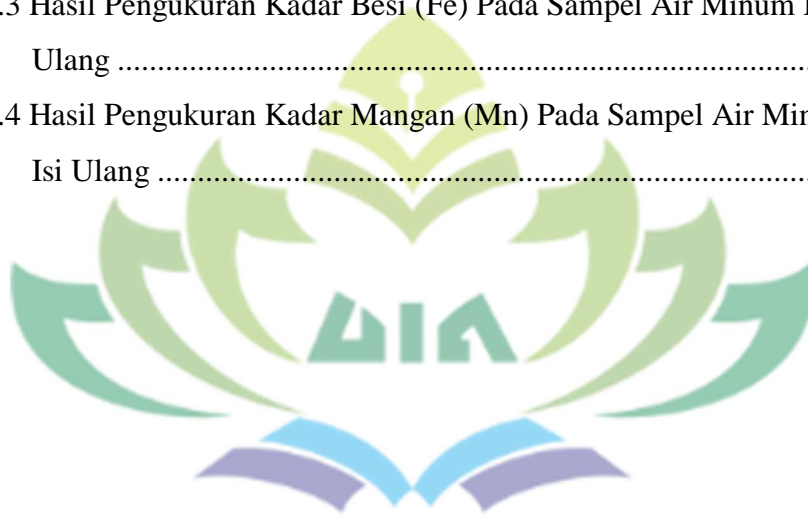 .3 Hasil Pengukuran Kadar Besi (Fe) Pada Sampel Air Minum
Ulang ....................................................................................
.4 Hasil Pengukuran Kadar Mangan (Mn) Pada Sampel Air Min
Isi Ulang ................................................................................
UIN